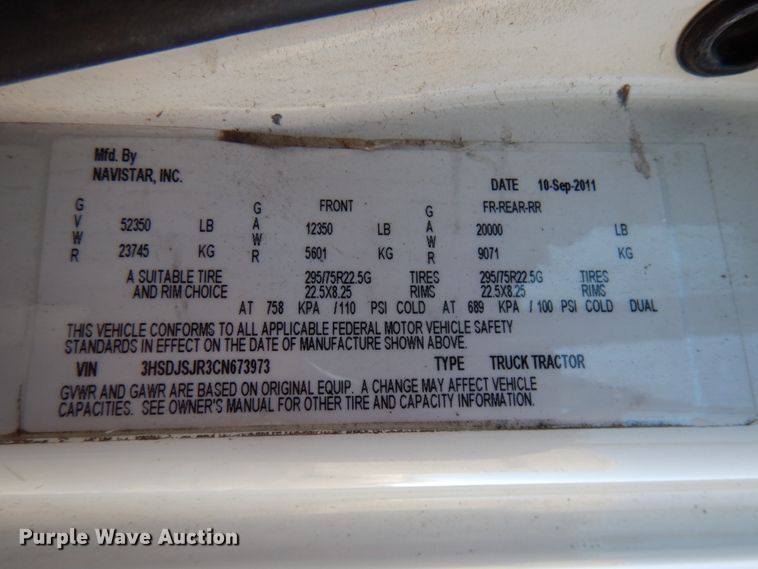 Mfd. By
NAVISTAR, INC.
DATE 10-Sep-2011
GVWR 52350 LB GAWR FRONT 12350 LB GAWR FR-REAR-RR 20000 LB
23745 KG 5601 KG 9071 KG
A SUITABLE TIRE 295/75R22.5G TIRES 295/75R22.5G TIRES
AND RIM CHOICE 22.5X8.25 RIMS 22.5X8.25 RIMS
AT 758 KPA /110 PSI COLD AT 689 KPA / 100 PSI COLD DUAL
THIS VEHICLE CONFORMS TO ALL APPLICABLE FEDERAL MOTOR VEHICLE SAFETY
STANDARDS IN EFFECT ON THE DATE OF MANUFACTURE SHOWN ABOVE.
VIN 3HSDJSJR3CN673973 TYPE TRUCK TRACTOR
GVWR AND GAWR ARE BASED ON ORIGINAL EQUIP. A CHANGE MAY AFFECT VEHICLE
CAPACITIES. SEE OWNER'S MANUAL FOR OTHER TIRE AND CAPACITY INFORMATION.
Purple Wave Auction